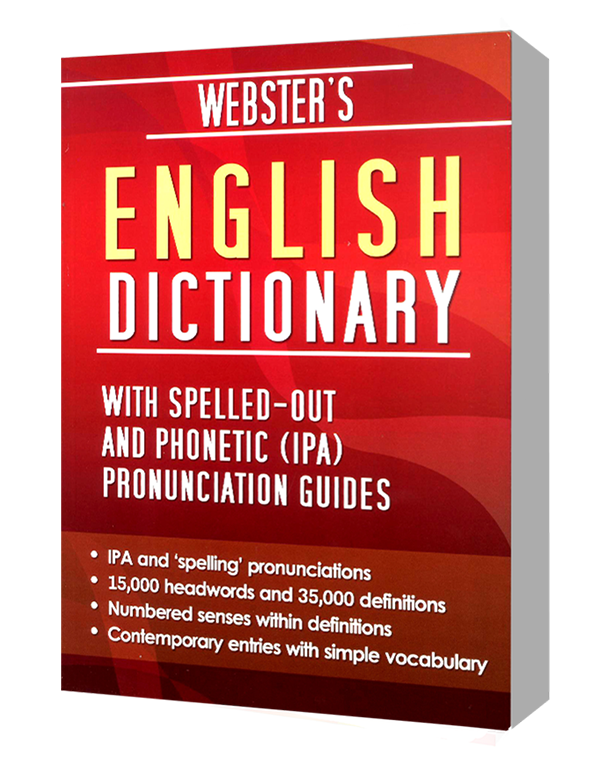 WEBSTER'S
ENGLISH
DICTIONARY
WITH SPELLED-OUT
AND PHONETIC (IPA)
PRONUNCIATION GUIDES
• IPA and ‘spelling’ pronunciations
• 15,000 headwords and 35,000 definitions
• Numbered senses within definitions
• Contemporary entries with simple vocabulary